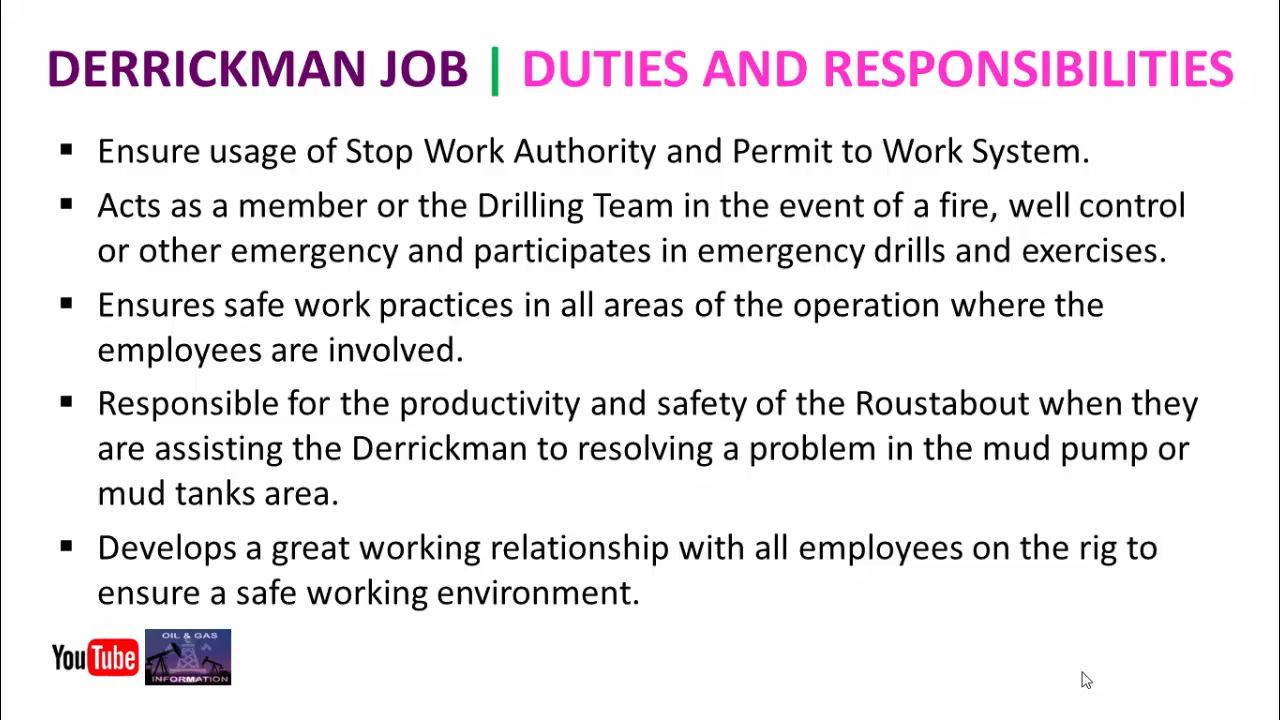 DERRICKMAN JOB | DUTIES AND RESPONSIBILITIES
▪ Ensure usage of Stop Work Authority and Permit to Work System.
▪ Acts as a member or the Drilling Team in the event of a fire, well control
or other emergency and participates in emergency drills and exercises.
▪ Ensures safe work practices in all areas of the operation where the
employees are involved.
▪ Responsible for the productivity and safety of the Roustabout when they
are assisting the Derrickman to resolving a problem in the mud pump or
mud tanks area.
▪ Develops a great working relationship with all employees on the rig to
ensure a safe working environment.
YouTube
OIL & GAS
INFORMATION